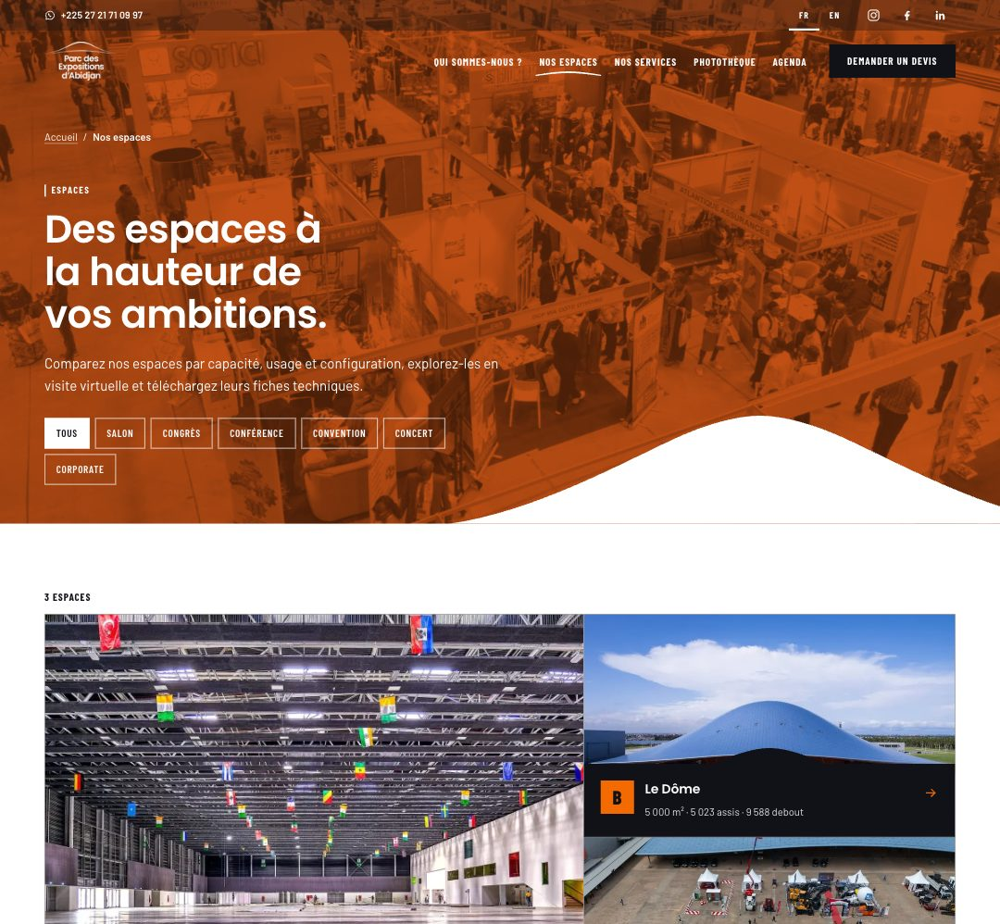 +225 27 21 71 09 97
FR EN
Parc des
Expositions
d'Abidjan
QUI SOMMES-NOUS ? NOS ESPACES NOS SERVICES PHOTOTHÈQUE AGENDA DEMANDER UN DEVIS
Accueil / Nos espaces
ESPACES
Des espaces à
la hauteur de
vos ambitions.
Comparez nos espaces par capacité, usage et configuration, explorez-les en
visite virtuelle et téléchargez leurs fiches techniques.
TOUS SALON CONGRÈS CONFÉRENCE CONVENTION CONCERT
CORPORATE
SOTICI
ATLANTIQUE ASSURANCES
3 ESPACES
B
Le Dôme
5 000 m² · 5 023 assis · 9 588 debout